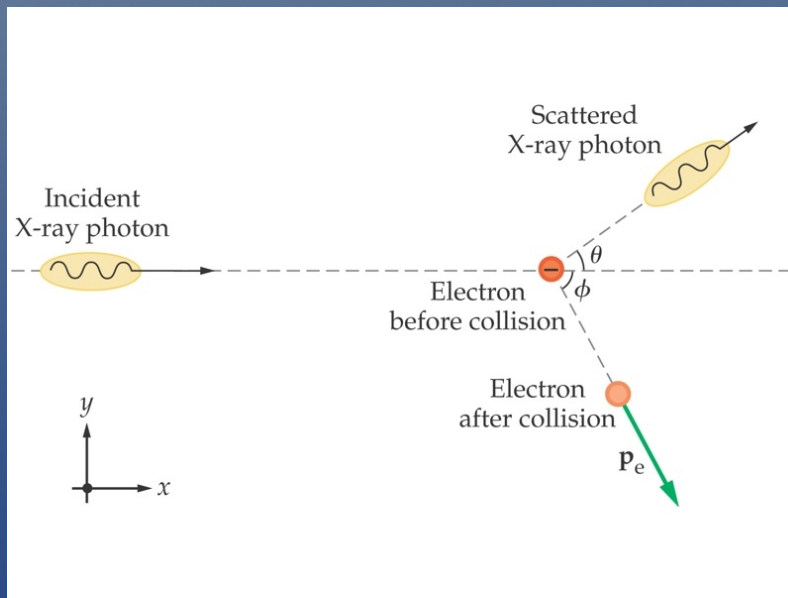 Scattered
X-ray photon
Incident
X-ray photon
θ
ϕ
Electron
before collision
Electron
after collision
pₑ
y
x